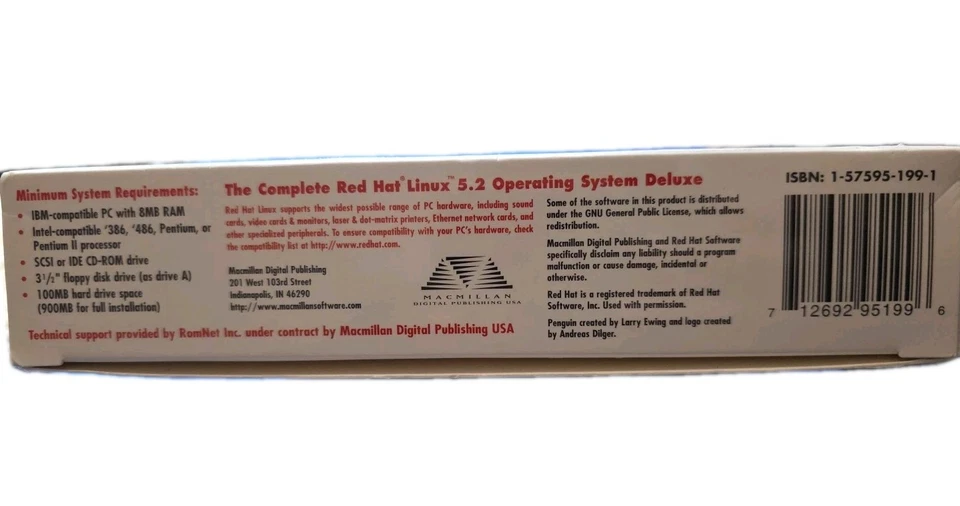 Minimum System Requirements:
• IBM-compatible PC with 8MB RAM
• Intel-compatible '386, '486, Pentium, or
Pentium II processor
• SCSI or IDE CD-ROM drive
• 3½" floppy disk drive (as drive A)
• 100MB hard drive space
(900MB for full installation)
The Complete Red Hat® Linux™ 5.2 Operating System Deluxe
Red Hat Linux supports the widest possible range of PC hardware, including sound
cards, video cards & monitors, laser & dot-matrix printers, Ethernet network cards, and
other specialized peripherals. To ensure compatibility with your PC's hardware, check
the compatibility list at http://www.redhat.com.
Macmillan Digital Publishing
201 West 103rd Street
Indianapolis, IN 46290
http://www.macmillansoftware.com
MACMILLAN
DIGITAL PUBLISHING USA
Technical support provided by RomNet Inc. under contract by Macmillan Digital Publishing USA
Some of the software in this product is distributed
under the GNU General Public License, which allows
redistribution.
Macmillan Digital Publishing and Red Hat Software
specifically disclaim any liability should a program
malfunction or cause damage, incidental or
otherwise.
Red Hat is a registered trademark of Red Hat
Software, Inc. Used with permission.
Penguin created by Larry Ewing and logo created
by Andreas Dilger.
ISBN: 1-57595-199-1
7 12692 95199 6